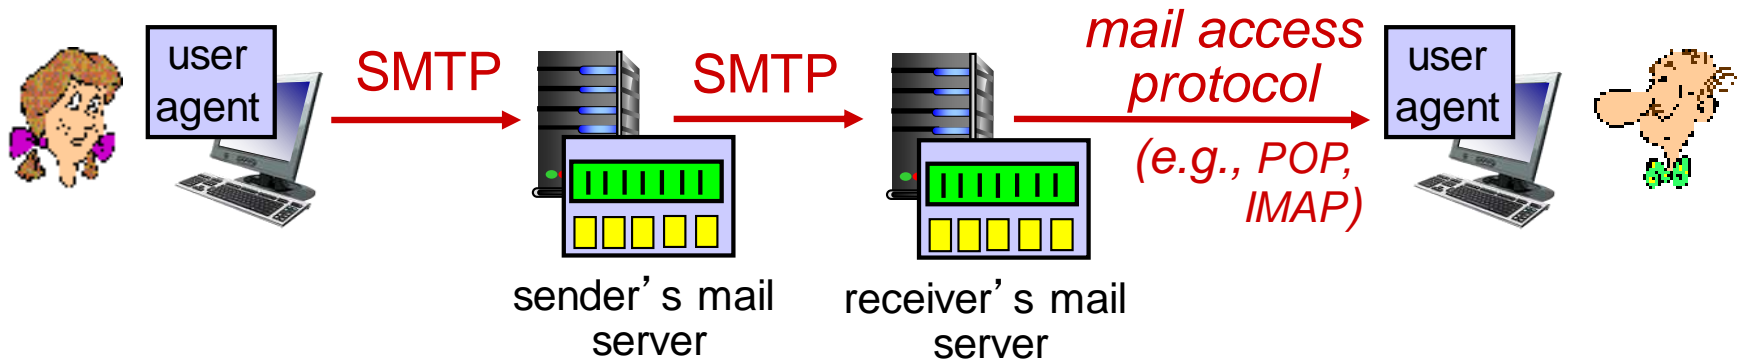 user
agent
SMTP
sender’s mail
server
SMTP
receiver’s mail
server
mail access
protocol
(e.g., POP,
IMAP)
user
agent